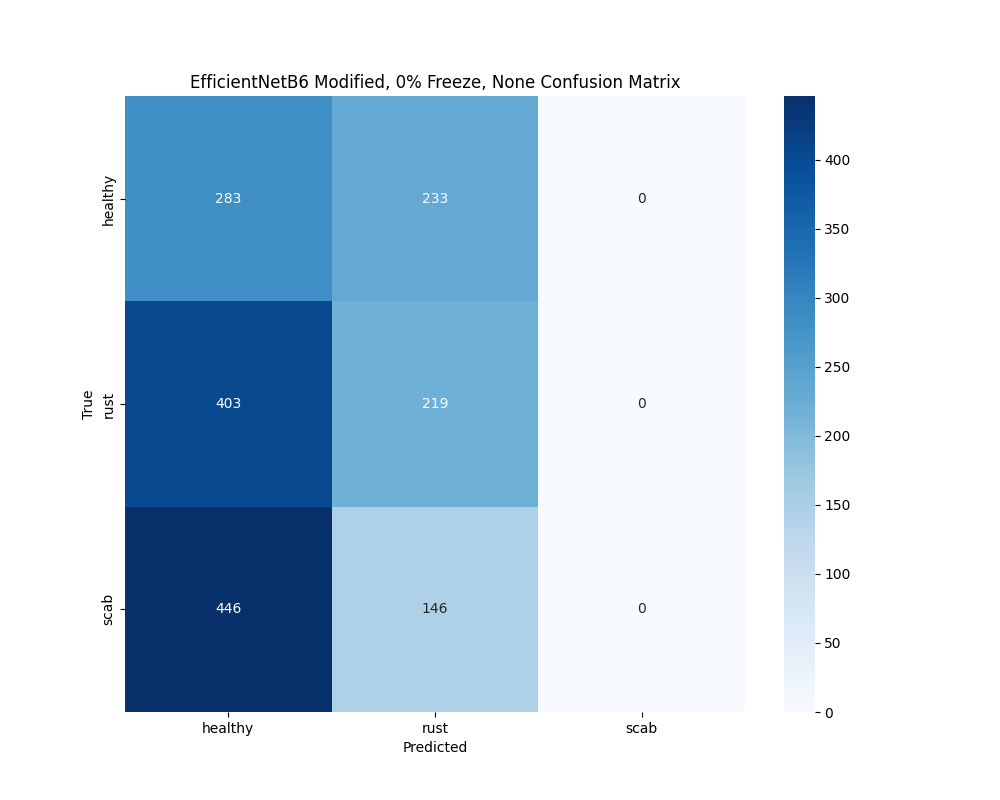 EfficientNetB6 Modified, 0% Freeze, None Confusion Matrix
healthy 283 233 0
rust 403 219 0
scab 446 146 0
True
healthy rust scab
Predicted
400
350
300
250
200
150
100
50
0